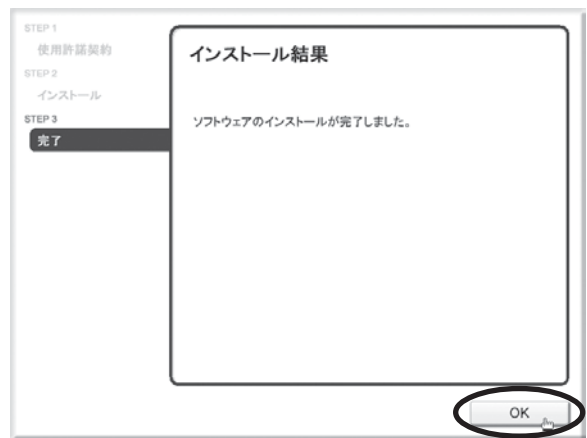 STEP 1
使用許諾契約
STEP 2
インストール
STEP 3
完了
インストール結果
ソフトウェアのインストールが完了しました。
OK